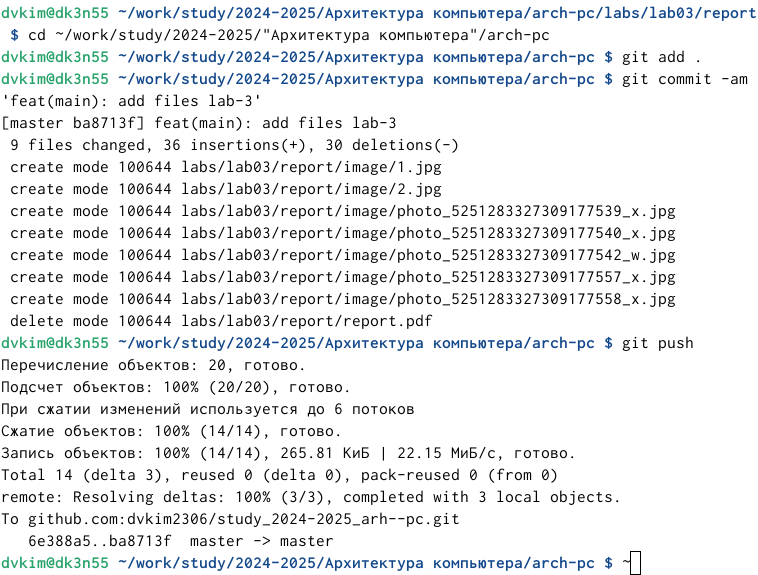 dvkim@dk3n55 ~/work/study/2024-2025/Архитектура компьютера/arch-pc/labs/lab03/report
$ cd ~/work/study/2024-2025/"Архитектура компьютера"/arch-pc
dvkim@dk3n55 ~/work/study/2024-2025/Архитектура компьютера/arch-pc $ git add .
dvkim@dk3n55 ~/work/study/2024-2025/Архитектура компьютера/arch-pc $ git commit -am
'feat(main): add files lab-3'
[master ba8713f] feat(main): add files lab-3
9 files changed, 36 insertions(+), 30 deletions(-)
create mode 100644 labs/lab03/report/image/1.jpg
create mode 100644 labs/lab03/report/image/2.jpg
create mode 100644 labs/lab03/report/image/photo_5251283327309177539_x.jpg
create mode 100644 labs/lab03/report/image/photo_5251283327309177540_x.jpg
create mode 100644 labs/lab03/report/image/photo_5251283327309177542_w.jpg
create mode 100644 labs/lab03/report/image/photo_5251283327309177557_x.jpg
create mode 100644 labs/lab03/report/image/photo_5251283327309177558_x.jpg
delete mode 100644 labs/lab03/report/report.pdf
dvkim@dk3n55 ~/work/study/2024-2025/Архитектура компьютера/arch-pc $ git push
Перечисление объектов: 20, готово.
Подсчет объектов: 100% (20/20), готово.
При сжатии изменений используется до 6 потоков
Сжатие объектов: 100% (14/14), готово.
Запись объектов: 100% (14/14), 265.81 КиБ | 22.15 МиБ/с, готово.
Total 14 (delta 3), reused 0 (delta 0), pack-reused 0 (from 0)
remote: Resolving deltas: 100% (3/3), completed with 3 local objects.
To github.com:dvkim2306/study_2024-2025_arh--pc.git
6e388a5..ba8713f  master -> master
dvkim@dk3n55 ~/work/study/2024-2025/Архитектура компьютера/arch-pc $ ~